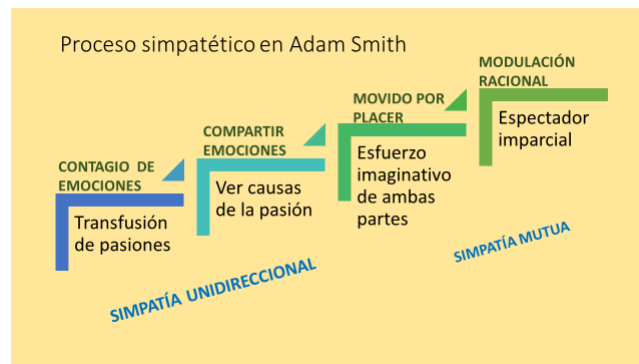 Proceso simpatético en Adam Smith
CONTAGIO DE
EMOCIONES
Transfusión
de pasiones
COMPARTIR
EMOCIONES
Ver causas
de la pasión
MOVIDO POR
PLACER
Esfuerzo
imaginativo
de ambas
partes
MODULACIÓN
RACIONAL
Espectador
imparcial
SIMPATÍA UNIDIRECCIONAL
SIMPATÍA MUTUA